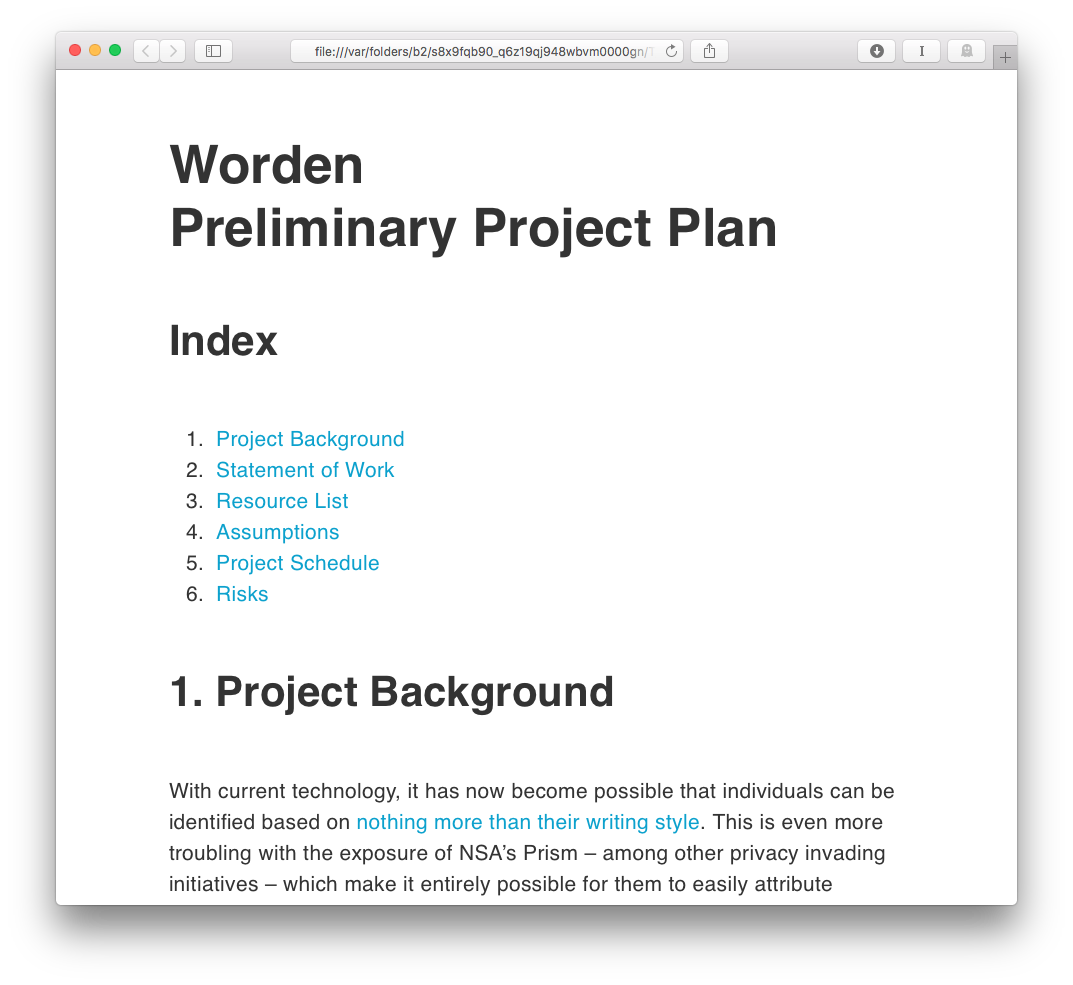 file:///var/folders/b2/s8x9fqb90_q6z19qj948wbvm0000gn/T
Worden
Preliminary Project Plan
Index
1. Project Background
2. Statement of Work
3. Resource List
4. Assumptions
5. Project Schedule
6. Risks
1. Project Background
With current technology, it has now become possible that individuals can be
identified based on nothing more than their writing style. This is even more
troubling with the exposure of NSA’s Prism – among other privacy invading
initiatives – which make it entirely possible for them to easily attribute